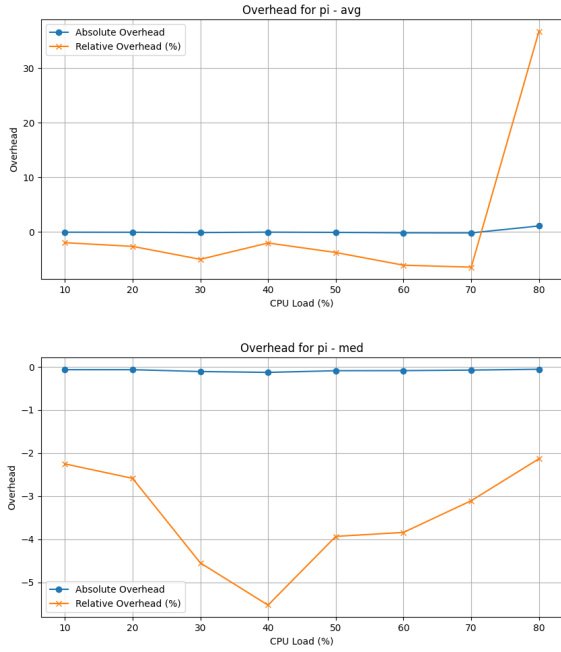 Overhead for pi - avg
Absolute Overhead
Relative Overhead (%)
Overhead
30
20
10
0
10 20 30 40 50 60 70 80
CPU Load (%)
Overhead for pi - med
Overhead
0
−1
−2
−3
−4
−5
Absolute Overhead
Relative Overhead (%)
10 20 30 40 50 60 70 80
CPU Load (%)